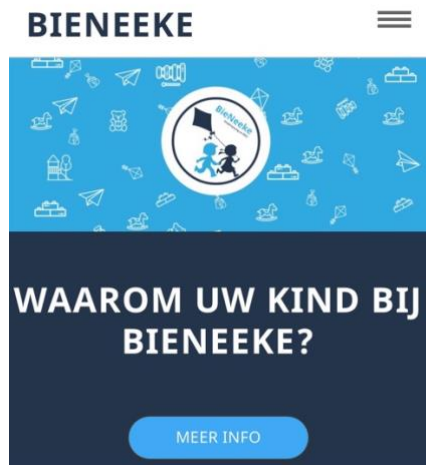 BIENEEKE
BieNeeke
WAAROM UW KIND BIJ
BIENEEKE?
MEER INFO